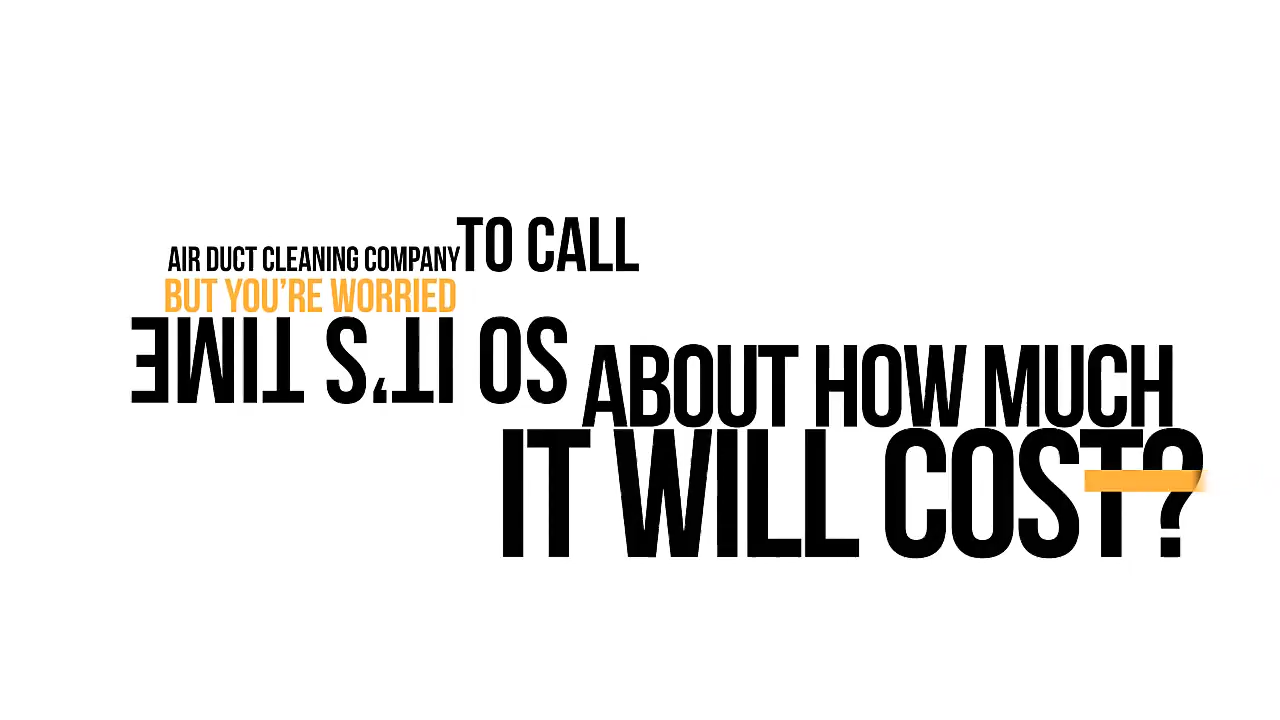 TO CALL
AIR DUCT CLEANING COMPANY
BUT YOU'RE WORRIED
SO IT'S TIME
ABOUT HOW MUCH
IT WILL COST?